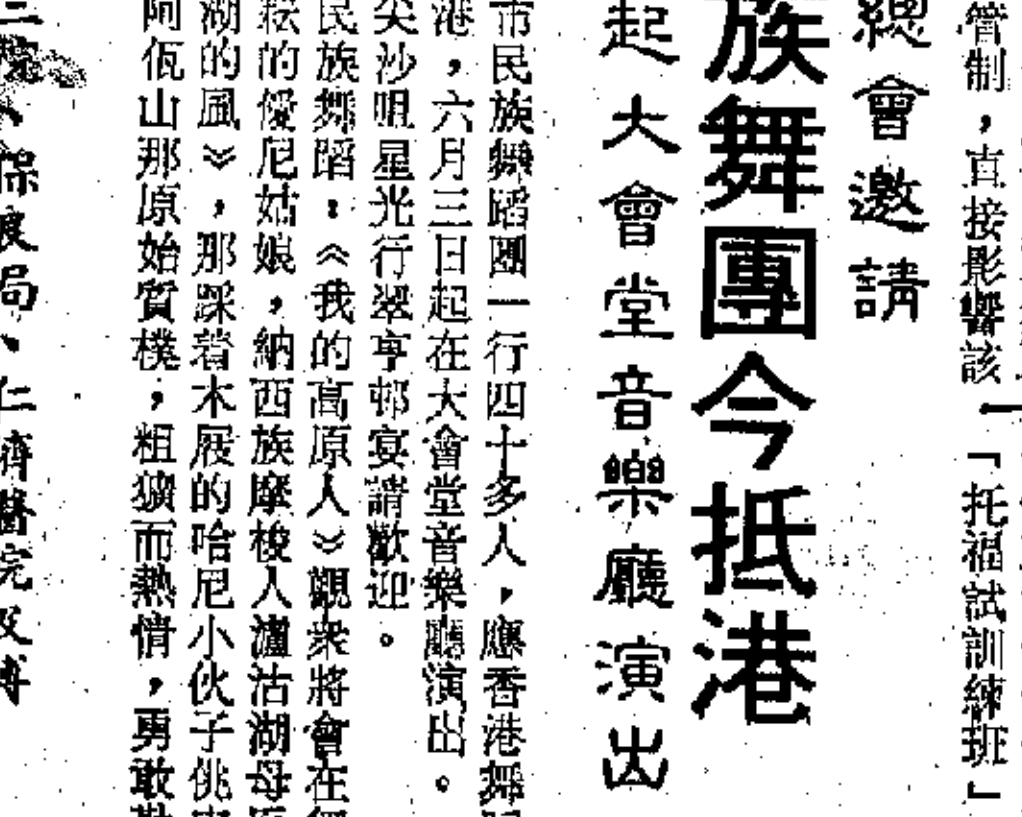 管制，直接影響該
「托福試訓練班」
總會邀請
族舞團今抵港
起大會堂音樂廳演出
市民族舞蹈團一行四十多人，應香港舞
港，六月三日起在大會堂音樂廳演出。
尖沙咀星光行翠亨邨宴請歡迎。
民族舞蹈：《我的高原人》觀衆將會在
耘的優尼姑娘，納西族摩梭人瀘沽湖母
湖的風》，那踩着木屐的哈尼小伙子佻
阿佤山那原始質樸，粗獷而熱情，勇敢
三院、保良局、仁濟醫院及博